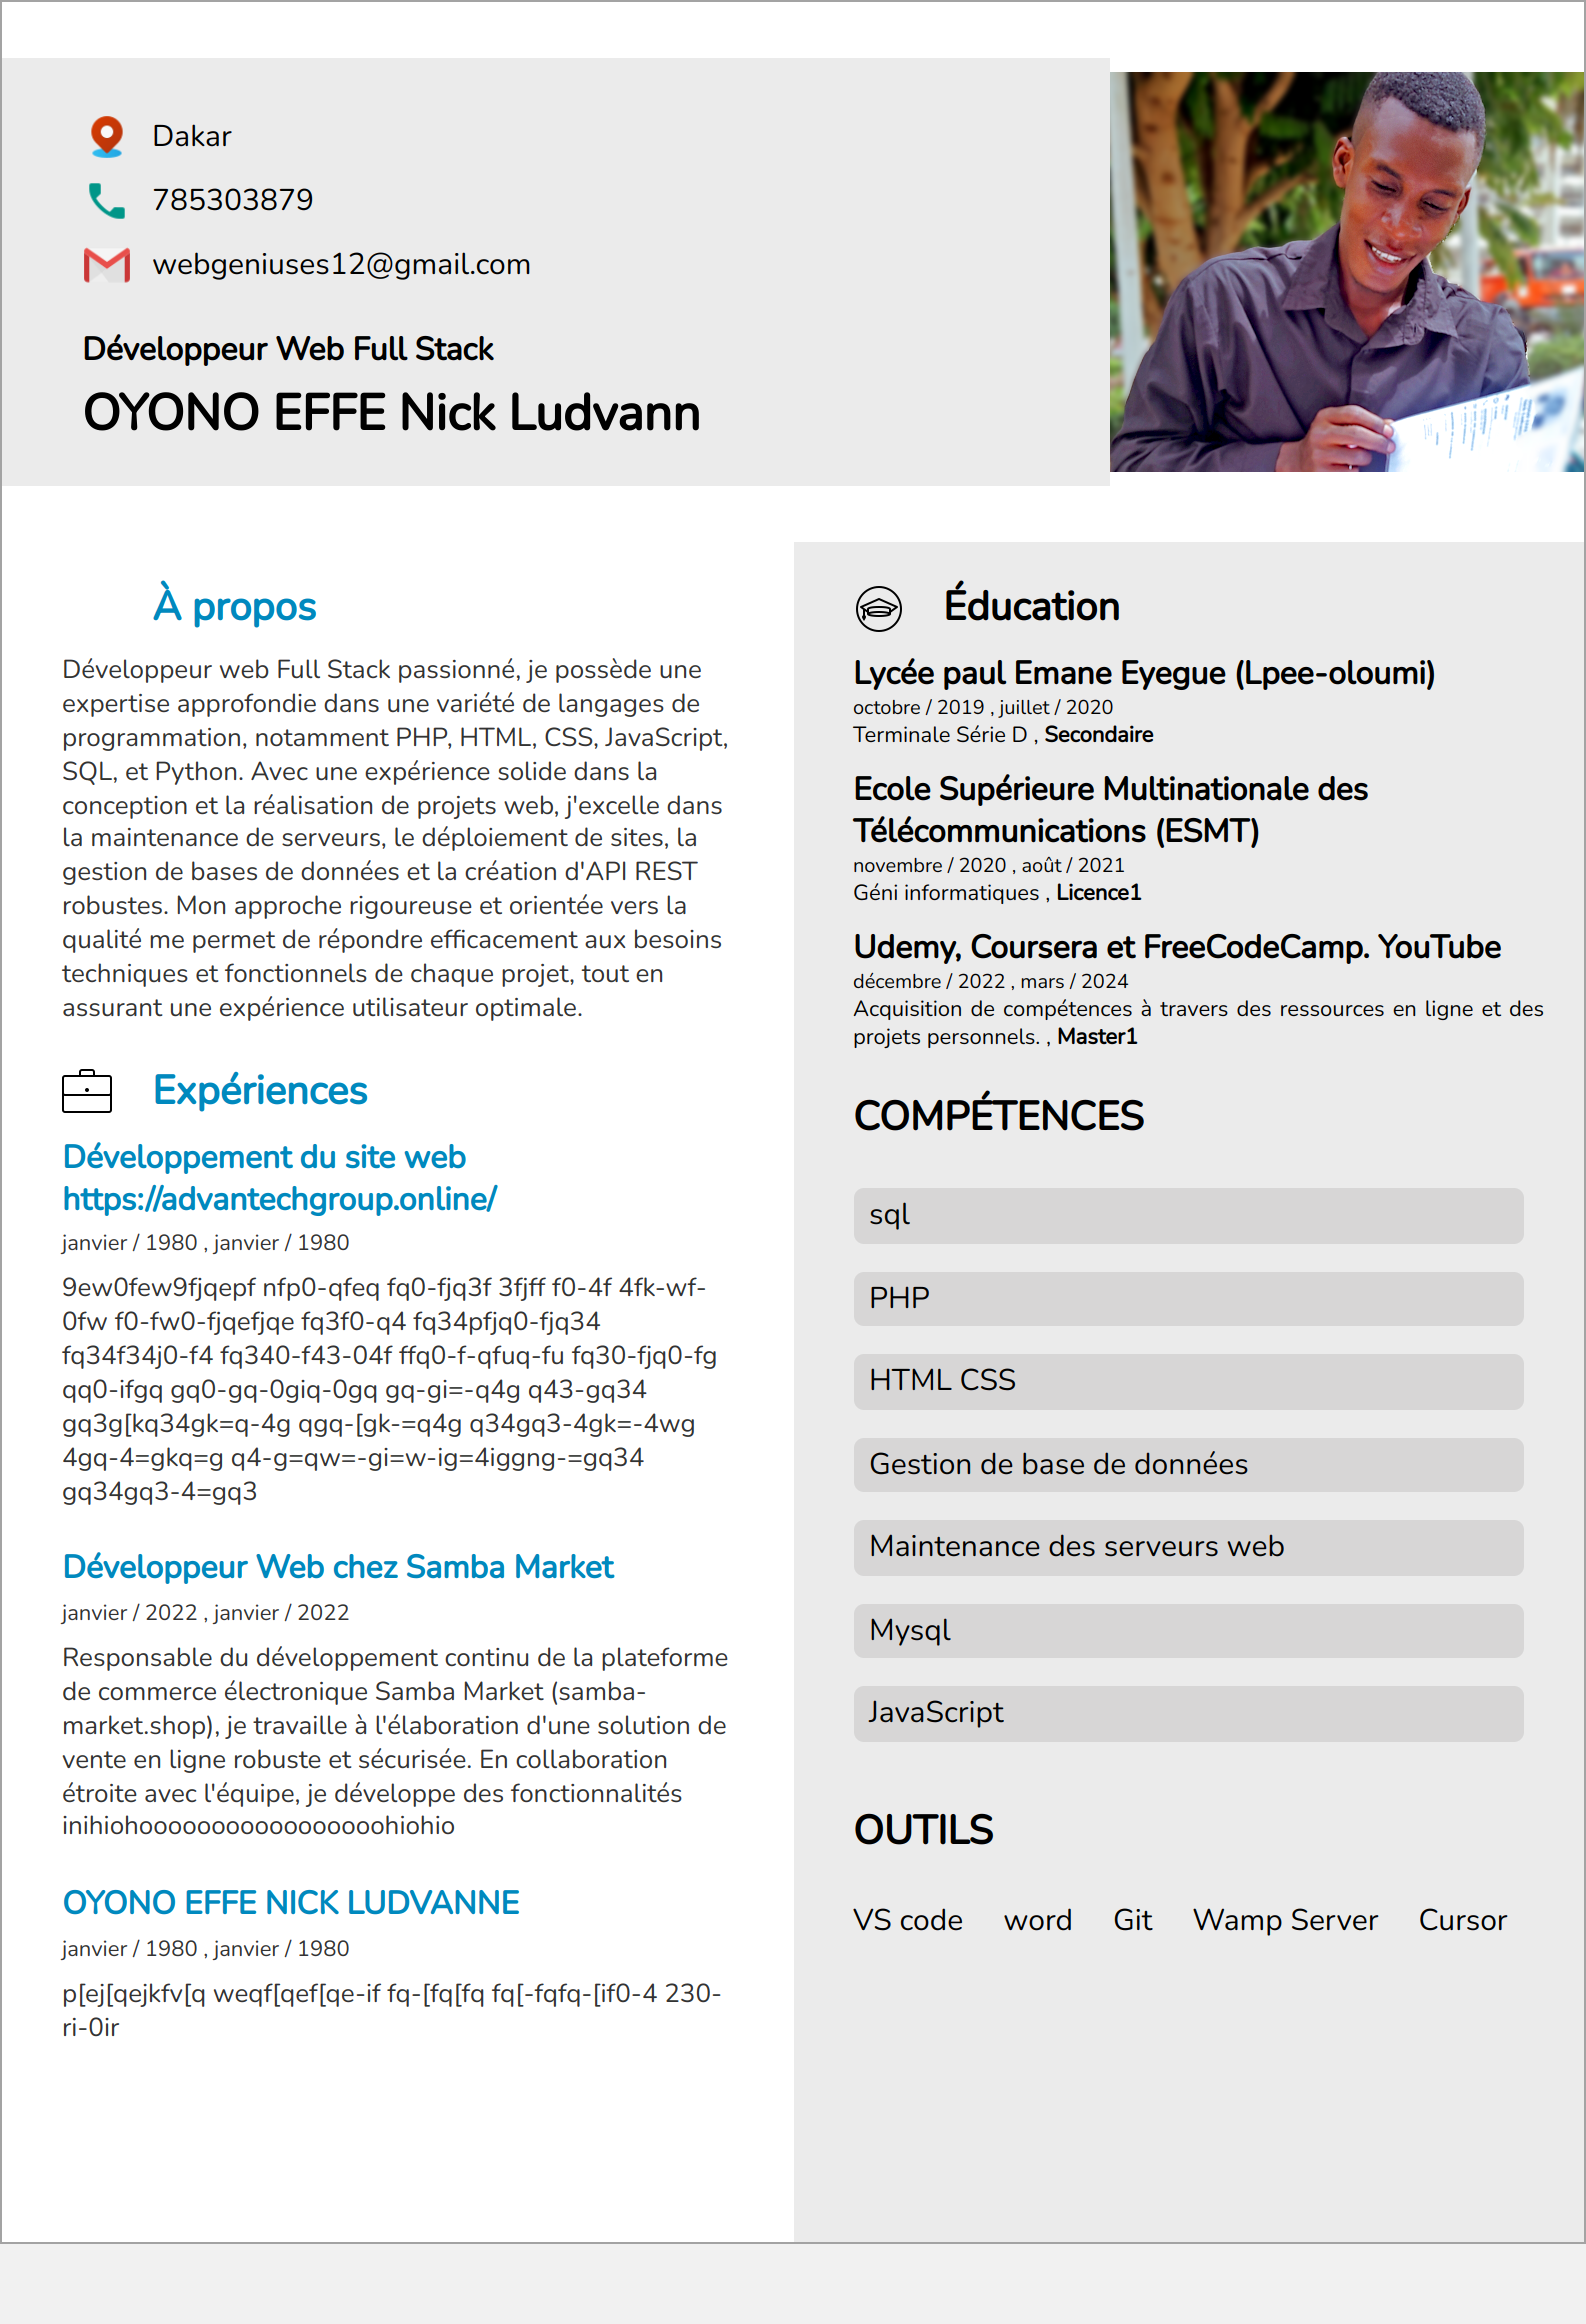 Dakar
785303879
webgeniuses12@gmail.com
Développeur Web Full Stack
OYONO EFFE Nick Ludvann
À propos
Développeur web Full Stack passionné, je possède une
expertise approfondie dans une variété de langages de
programmation, notamment PHP, HTML, CSS, JavaScript,
SQL, et Python. Avec une expérience solide dans la
conception et la réalisation de projets web, j'excelle dans
la maintenance de serveurs, le déploiement de sites, la
gestion de bases de données et la création d'API REST
robustes. Mon approche rigoureuse et orientée vers la
qualité me permet de répondre efficacement aux besoins
techniques et fonctionnels de chaque projet, tout en
assurant une expérience utilisateur optimale.
Expériences
Développement du site web
https://advantechgroup.online/
janvier / 1980 , janvier / 1980
9ew0few9fjqepf nfp0-qfeq fq0-fjq3f 3fjff f0-4f 4fk-wf-
0fw f0-fw0-fjqefjqe fq3f0-q4 fq34pfjq0-fjq34
fq34f34j0-f4 fq340-f43-04f ffq0-f-qfuq-fu fq30-fjq0-fg
qq0-ifgq gq0-gq-0giq-0gq gq-gi=-q4g q43-gq34
gq3g[kq34gk=q-4g qgq-[gk-=q4g q34gq3-4gk=-4wg
4gq-4=gkq=g q4-g=qw=-gi=w-ig=4iggng-=gq34
gq34gq3-4=gq3
Développeur Web chez Samba Market
janvier / 2022 , janvier / 2022
Responsable du développement continu de la plateforme
de commerce électronique Samba Market (samba-
market.shop), je travaille à l'élaboration d'une solution de
vente en ligne robuste et sécurisée. En collaboration
étroite avec l'équipe, je développe des fonctionnalités
inihiohooooooooooooooooohiohio
OYONO EFFE NICK LUDVANNE
janvier / 1980 , janvier / 1980
p[ej[qejkfv[q weqf[qef[qe-if fq-[fq[fq fq[-fqfq-[if0-4 230-
ri-0ir
Éducation
Lycée paul Emane Eyegue (Lpee-oloumi)
octobre / 2019 , juillet / 2020
Terminale Série D , Secondaire
Ecole Supérieure Multinationale des
Télécommunications (ESMT)
novembre / 2020 , août / 2021
Géni informatiques , Licence1
Udemy, Coursera et FreeCodeCamp. YouTube
décembre / 2022 , mars / 2024
Acquisition de compétences à travers des ressources en ligne et des
projets personnels. , Master1
COMPÉTENCES
sql
PHP
HTML CSS
Gestion de base de données
Maintenance des serveurs web
Mysql
JavaScript
OUTILS
VS code word Git Wamp Server Cursor